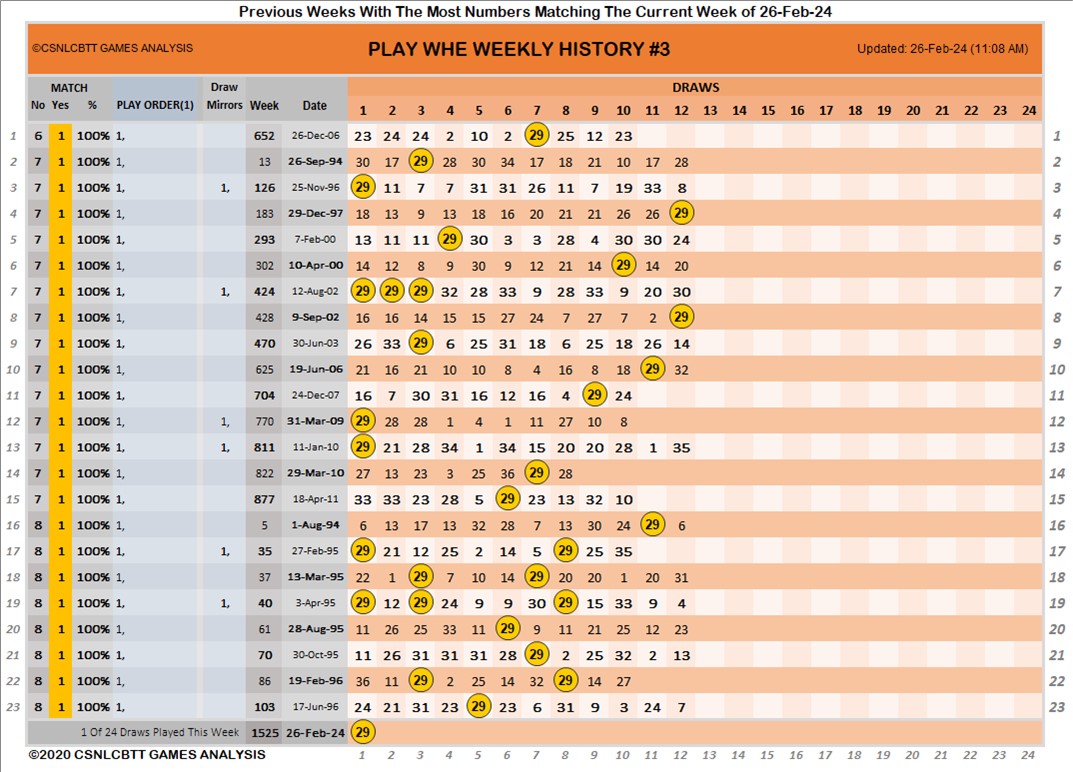 Previous Weeks With The Most Numbers Matching The Current Week of 26-Feb-24
©CSNLCBTT GAMES ANALYSIS PLAY WHE WEEKLY HISTORY #3 Updated: 26-Feb-24 (11:08 AM)
MATCH Draw DRAWS
No Yes % PLAY ORDER(1) Mirrors Week Date 1 2 3 4 5 6 7 8 9 10 11 12 13 14 15 16 17 18 19 20 21 22 23 24
1 6 1 100% 1, 652 26-Dec-06 23 24 24 2 10 2 29 25 12 23 1
2 7 1 100% 1, 13 26-Sep-94 30 17 29 28 30 34 17 18 21 10 17 28 2
3 7 1 100% 1, 1, 126 25-Nov-96 29 11 7 7 31 31 26 11 7 19 33 8 3
4 7 1 100% 1, 183 29-Dec-97 18 13 9 13 18 16 20 21 21 26 26 29 4
5 7 1 100% 1, 293 7-Feb-00 13 11 11 29 30 3 3 28 4 30 30 24 5
6 7 1 100% 1, 302 10-Apr-00 14 12 8 9 30 9 12 21 14 29 14 20 6
7 7 1 100% 1, 1, 424 12-Aug-02 29 29 29 32 28 33 9 28 33 9 20 30 7
8 7 1 100% 1, 428 9-Sep-02 16 16 14 15 15 27 24 7 27 7 2 29 8
9 7 1 100% 1, 470 30-Jun-03 26 33 29 6 25 31 18 6 25 18 26 14 9
10 7 1 100% 1, 625 19-Jun-06 21 16 21 10 10 8 4 16 8 18 29 32 10
11 7 1 100% 1, 704 24-Dec-07 16 7 30 31 16 12 16 4 29 24 11
12 7 1 100% 1, 1, 770 31-Mar-09 29 28 28 1 4 1 11 27 10 8 12
13 7 1 100% 1, 1, 811 11-Jan-10 29 21 28 34 1 34 15 20 20 28 1 35 13
14 7 1 100% 1, 822 29-Mar-10 27 13 23 3 25 36 29 28 14
15 7 1 100% 1, 877 18-Apr-11 33 33 23 28 5 29 23 13 32 10 15
16 8 1 100% 1, 5 1-Aug-94 6 13 17 13 32 28 7 13 30 24 29 6 16
17 8 1 100% 1, 1, 35 27-Feb-95 29 21 12 25 2 14 5 29 25 35 17
18 8 1 100% 1, 37 13-Mar-95 22 1 29 7 10 14 29 20 20 1 20 31 18
19 8 1 100% 1, 1, 40 3-Apr-95 29 12 29 24 9 9 30 29 15 33 9 4 19
20 8 1 100% 1, 61 28-Aug-95 11 26 25 33 11 29 9 11 21 25 12 23 20
21 8 1 100% 1, 70 30-Oct-95 11 26 31 31 31 28 29 2 25 32 2 13 21
22 8 1 100% 1, 86 19-Feb-96 36 11 29 2 25 14 32 29 14 27 22
23 8 1 100% 1, 103 17-Jun-96 24 21 31 23 29 23 6 31 9 3 24 7 23
1 Of 24 Draws Played This Week 1525 26-Feb-24 29
©2020 CSNLCBTT GAMES ANALYSIS 1 2 3 4 5 6 7 8 9 10 11 12 13 14 15 16 17 18 19 20 21 22 23 24